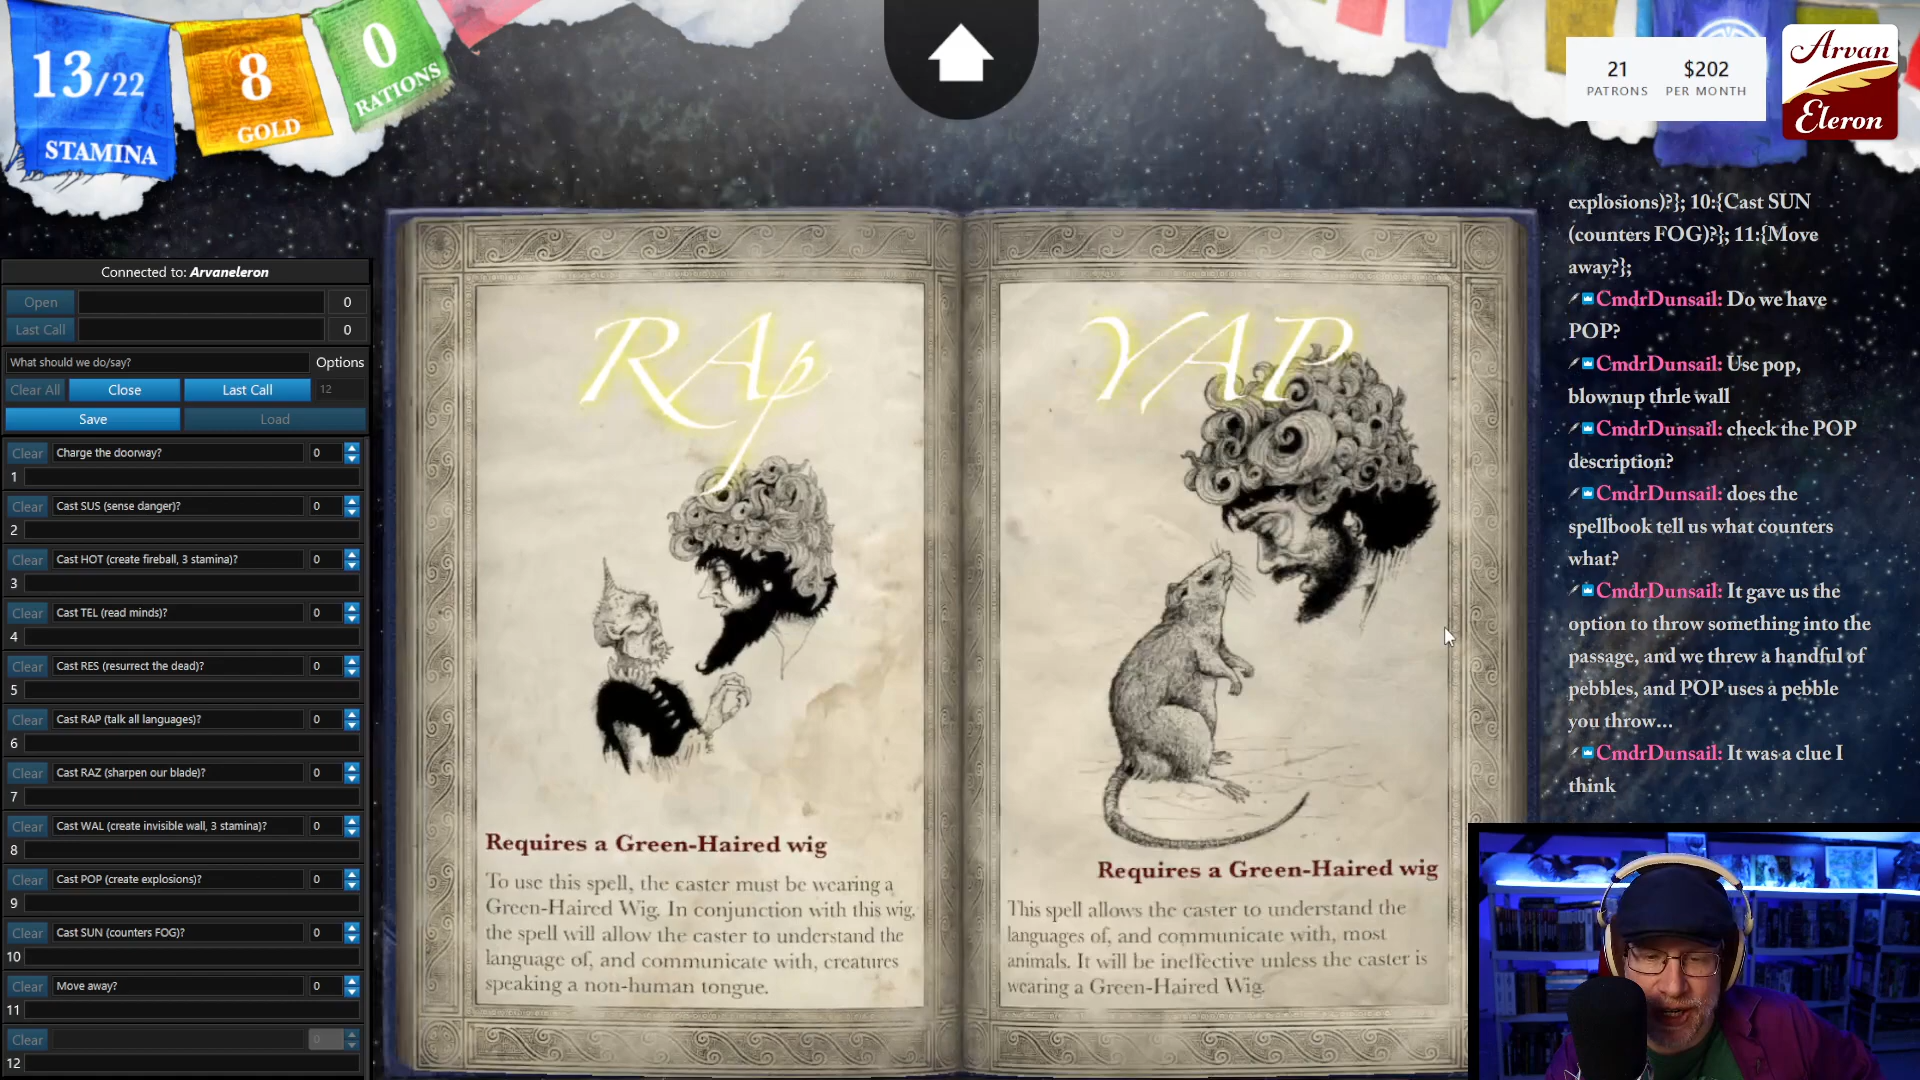 13/22
STAMINA
8
GOLD
0
RATIONS
21
PATRONS
$202
PER MONTH
Arvan
Eleron
Connected to: Arvaneleron
Open
0
Last Call
0
What should we do/say?
Options
Clear All
Close
Last Call
12
Save
Load
Clear
Charge the doorway?
0
1
Clear
Cast SUS (sense danger)?
0
2
Clear
Cast HOT (create fireball, 3 stamina)?
0
3
Clear
Cast TEL (read minds)?
0
4
Clear
Cast RES (resurrect the dead)?
0
5
Clear
Cast RAP (talk all languages)?
0
6
Clear
Cast RAZ (sharpen our blade)?
0
7
Clear
Cast WAL (create invisible wall, 3 stamina)?
0
8
Clear
Cast POP (create explosions)?
0
9
Clear
Cast SUN (counters FOG)?
0
10
Clear
Move away?
0
11
Clear
0
12
RAp
Requires a Green-Haired wig
To use this spell, the caster must be wearing a
Green-Haired Wig. In conjunction with this wig,
the spell will allow the caster to understand the
language of, and communicate with, creatures
speaking a non-human tongue.
YAP
Requires a Green-Haired wig
This spell allows the caster to understand the
languages of, and communicate with, most
animals. It will be ineffective unless the caster is
wearing a Green-Haired Wig.
explosions)?}; 10:{Cast SUN
(counters FOG)?}; 11:{Move
away?};
CmdrDunsail: Do we have
POP?
CmdrDunsail: Use pop,
blownup thrle wall
CmdrDunsail: check the POP
description?
CmdrDunsail: does the
spellbook tell us what counters
what?
CmdrDunsail: It gave us the
option to throw something into the
passage, and we threw a handful of
pebbles, and POP uses a pebble
you throw...
CmdrDunsail: It was a clue I
think